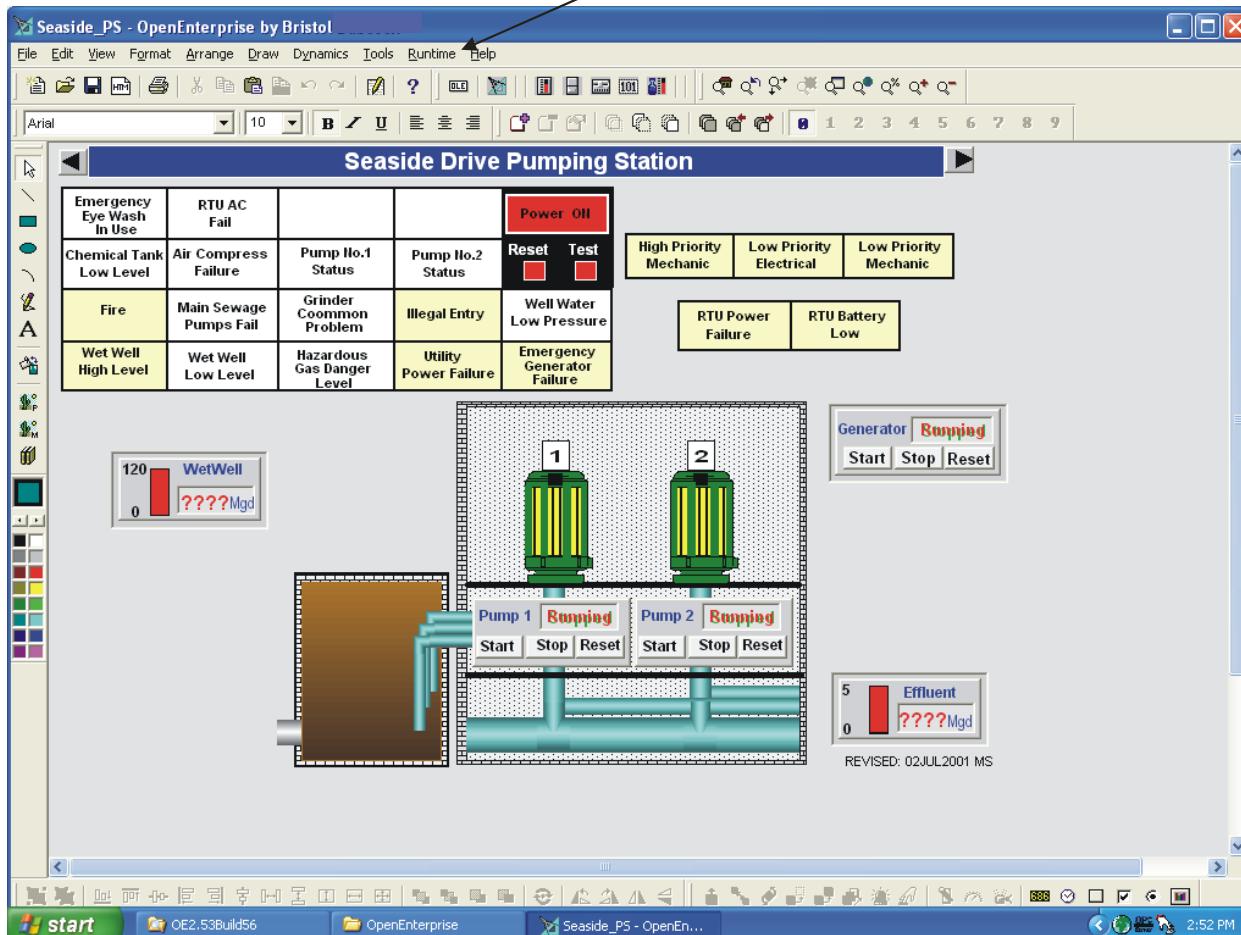 Seaside_PS - OpenEnterprise by Bristol
File Edit View Format Arrange Draw Dynamics Tools Runtime Help
HTM ? OLE 101
Arial 10 B I U 0 1 2 3 4 5 6 7 8 9
Seaside Drive Pumping Station
Emergency
Eye Wash
In Use
RTU AC
Fail
Power ON
Chemical Tank
Low Level
Air Compress
Failure
Pump No.1
Status
Pump No.2
Status
Reset Test
High Priority
Mechanic
Low Priority
Electrical
Low Priority
Mechanic
Fire
Main Sewage
Pumps Fail
Grinder
Coommon
Problem
Illegal Entry
Well Water
Low Pressure
RTU Power
Failure
RTU Battery
Low
Wet Well
High Level
Wet Well
Low Level
Hazardous
Gas Danger
Level
Utility
Power Failure
Emergency
Generator
Failure
Generator
Start Stop Reset
1
2
120 WetWell
0 ????Mgd
A
P
M
Pump 1
Start Stop Reset
Pump 2
Start Stop Reset
5 Effluent
0 ????Mgd
REVISED: 02JUL2001 MS
start OE2.53Build56 OpenEnterprise Seaside_PS - OpenEn... 2:52 PM